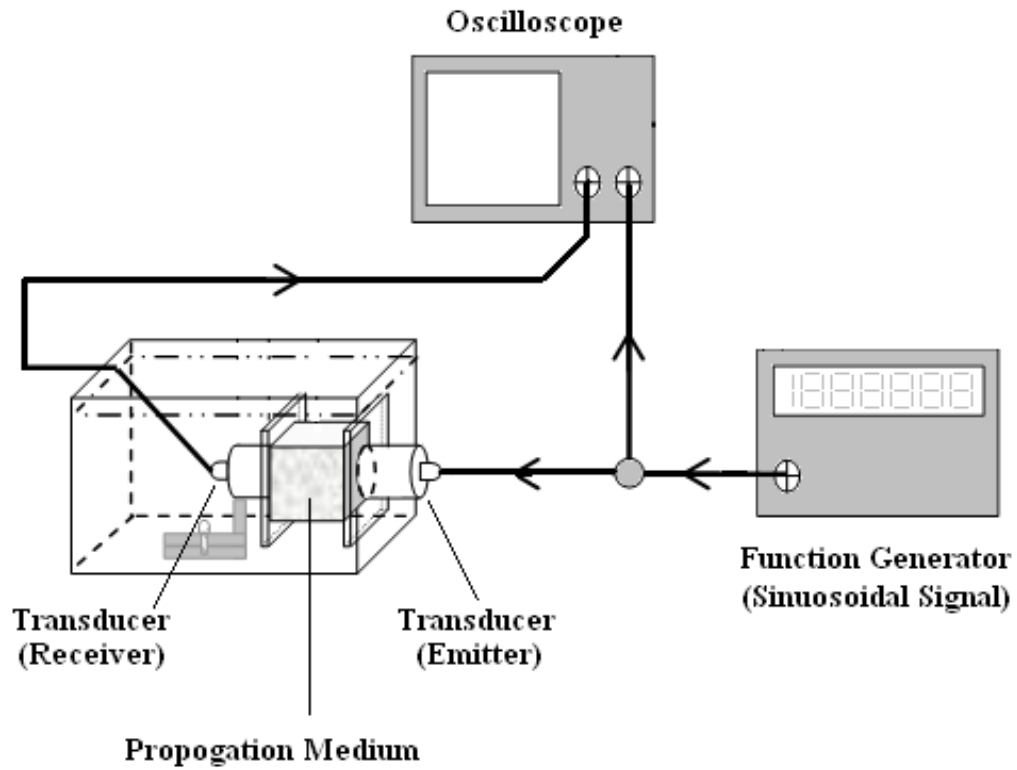 Oscilloscope
Function Generator
(Sinuosoidal Signal)
Transducer
(Receiver)
Transducer
(Emitter)
Propogation Medium